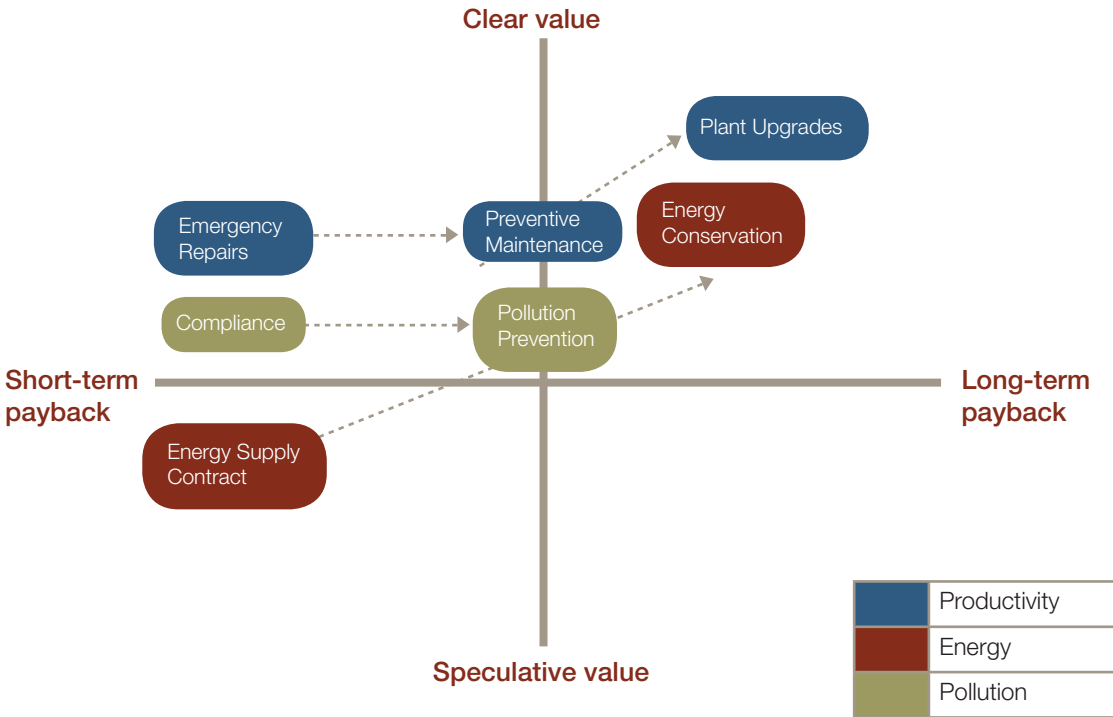 Clear value
Plant Upgrades
Emergency
Repairs
Preventive
Maintenance
Energy
Conservation
Compliance
Pollution
Prevention
Short-term
payback
Long-term
payback
Energy Supply
Contract
Speculative value
Productivity
Energy
Pollution